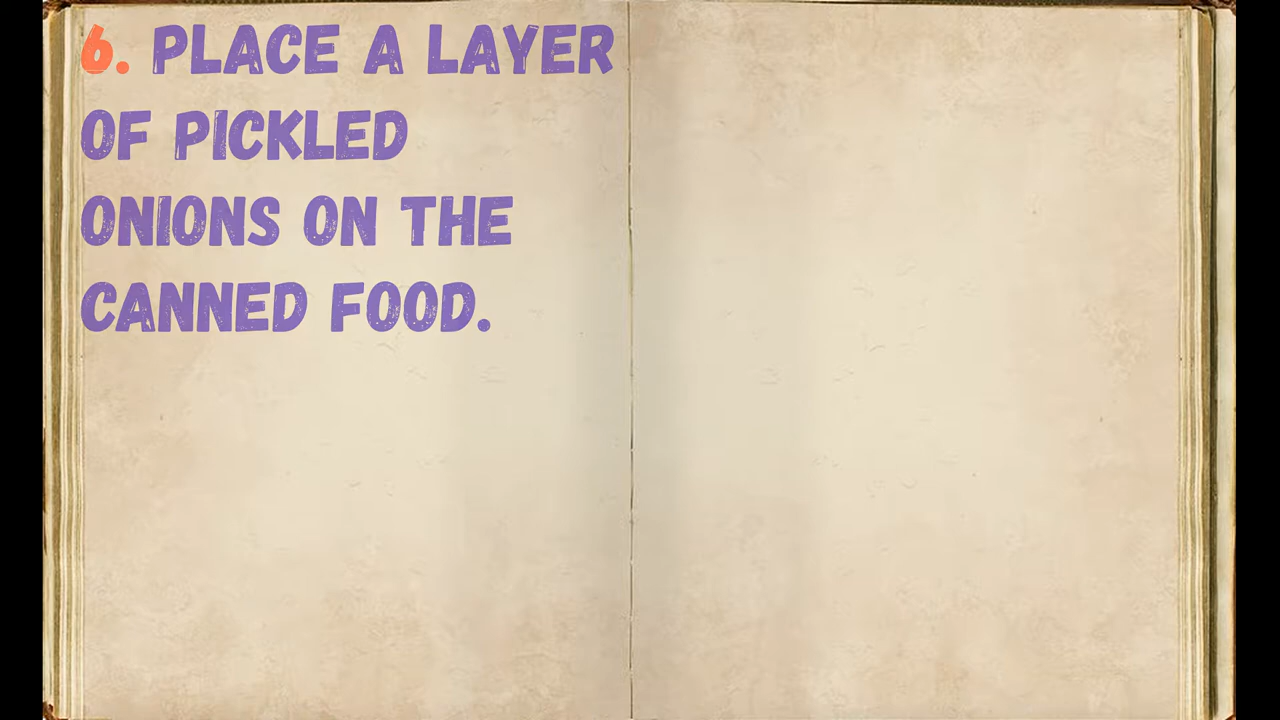 6. PLACE A LAYER
OF PICKLED
ONIONS ON THE
CANNED FOOD.